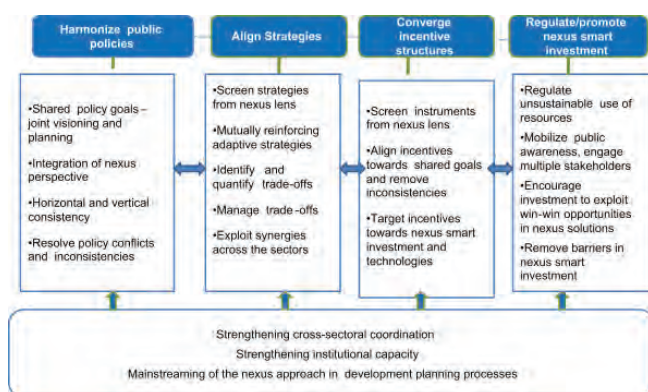 Harmonize public
policies
Align Strategies
Converge
incentive
structures
Regulate/promote
nexus smart
investment
•Shared policy goals –
joint visioning and
planning
•Integration of nexus
perspective
•Horizontal and vertical
consistency
•Resolve policy conflicts
and inconsistencies
•Screen strategies
from nexus lens
•Mutually reinforcing
adaptive strategies
•Identify and
quantify trade-offs
•Manage trade-offs
•Exploit synergies
across the sectors
•Screen instruments
from nexus lens
•Align incentives
towards shared goals
and remove
inconsistencies
•Target incentives
towards nexus smart
investment and
technologies
•Regulate
unsustainable use of
resources
•Mobilize public
awareness, engage
multiple stakeholders
•Encourage
investment to exploit
win-win opportunities
in nexus solutions
•Remove barriers in
nexus smart
investment
Strengthening cross-sectoral coordination
Strengthening institutional capacity
Mainstreaming of the nexus approach in development planning processes